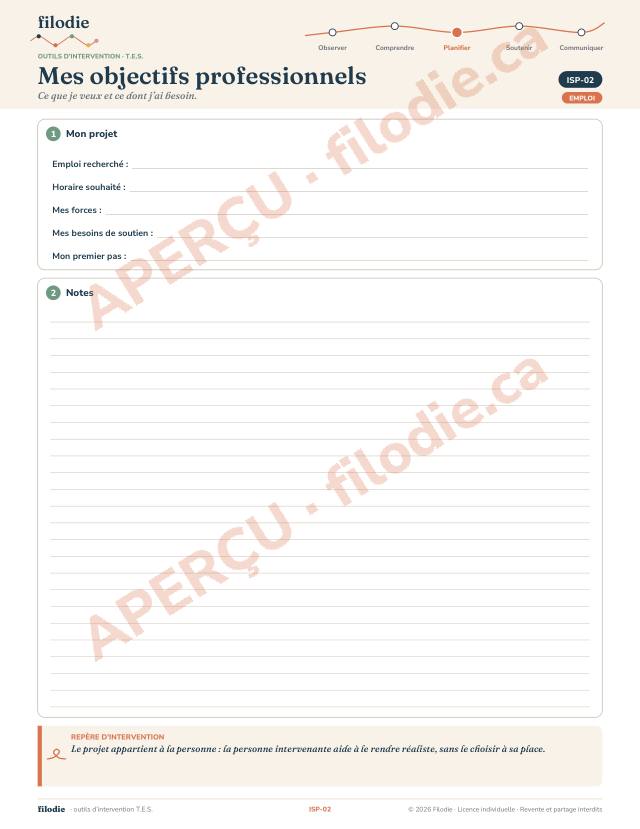 filodie
OUTILS D'INTERVENTION · T.E.S.
Observer Comprendre Planifier Soutenir Communiquer
Mes objectifs professionnels
Ce que je veux et ce dont j'ai besoin.
ISP-02
EMPLOI
1 Mon projet
Emploi recherché :
Horaire souhaité :
Mes forces :
Mes besoins de soutien :
Mon premier pas :
2 Notes
APERÇU · filodie.ca
APERÇU · filodie.ca
REPÈRE D'INTERVENTION
Le projet appartient à la personne : la personne intervenante aide à le rendre réaliste, sans le choisir à sa place.
filodie · outils d'intervention T.E.S. ISP-02 © 2026 Filodie · Licence individuelle · Revente et partage interdits